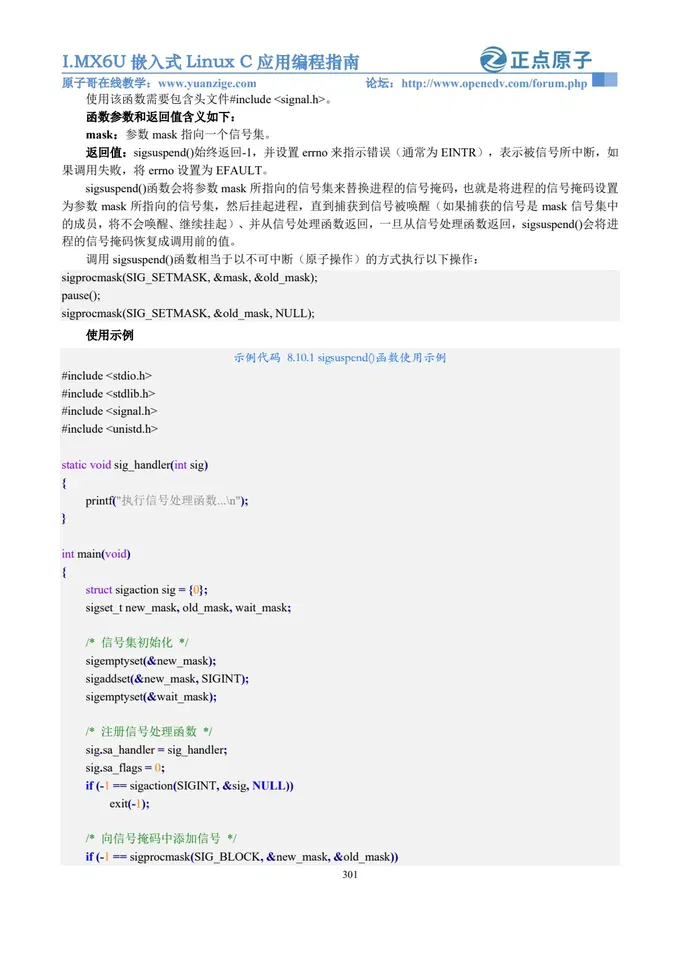 I.MX6U 嵌入式 Linux C 应用编程指南
正点原子
原子哥在线教学：www.yuanzige.com 论坛：http://www.openedv.com/forum.php
使用该函数需要包含头文件#include <signal.h>。
函数参数和返回值含义如下：
mask：参数 mask 指向一个信号集。
返回值：sigsuspend()始终返回-1，并设置 errno 来指示错误（通常为 EINTR），表示被信号所中断，如
果调用失败，将 errno 设置为 EFAULT。
sigsuspend()函数会将参数 mask 所指向的信号集来替换进程的信号掩码，也就是将进程的信号掩码设置
为参数 mask 所指向的信号集，然后挂起进程，直到捕获到信号被唤醒（如果捕获的信号是 mask 信号集中
的成员，将不会唤醒、继续挂起）、并从信号处理函数返回，一旦从信号处理函数返回，sigsuspend()会将进
程的信号掩码恢复成调用前的值。
调用 sigsuspend()函数相当于以不可中断（原子操作）的方式执行以下操作：
sigprocmask(SIG_SETMASK, &mask, &old_mask);
pause();
sigprocmask(SIG_SETMASK, &old_mask, NULL);
使用示例
示例代码 8.10.1 sigsuspend()函数使用示例
#include <stdio.h>
#include <stdlib.h>
#include <signal.h>
#include <unistd.h>
static void sig_handler(int sig)
{
printf("执行信号处理函数...\n");
}
int main(void)
{
struct sigaction sig = {0};
sigset_t new_mask, old_mask, wait_mask;
/* 信号集初始化 */
sigemptyset(&new_mask);
sigaddset(&new_mask, SIGINT);
sigemptyset(&wait_mask);
/* 注册信号处理函数 */
sig.sa_handler = sig_handler;
sig.sa_flags = 0;
if (-1 == sigaction(SIGINT, &sig, NULL))
exit(-1);
/* 向信号掩码中添加信号 */
if (-1 == sigprocmask(SIG_BLOCK, &new_mask, &old_mask))
301